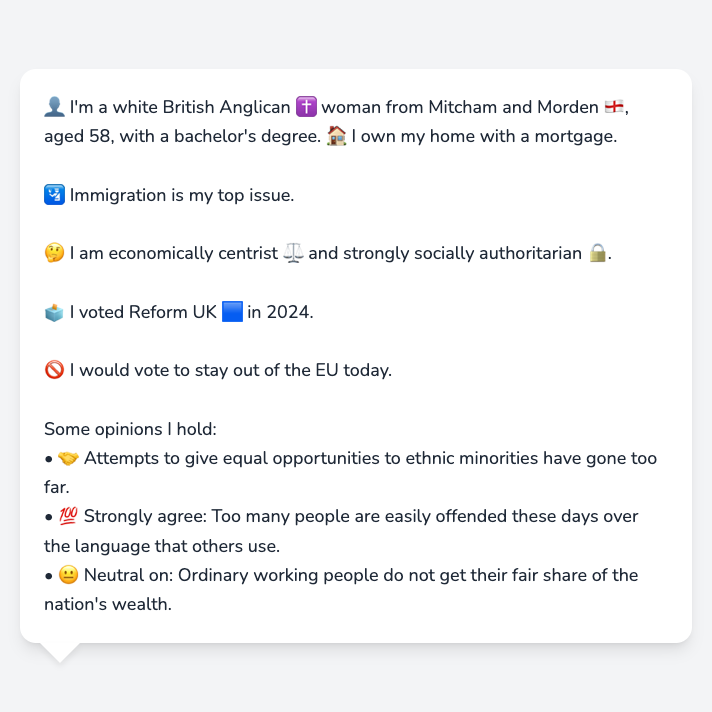 👤 I'm a white British Anglican ✝️ woman from Mitcham and Morden 🏴󠁧󠁢󠁥󠁮󠁧󠁿,
aged 58, with a bachelor's degree. 🏠 I own my home with a mortgage.
🛂 Immigration is my top issue.
🤔 I am economically centrist ⚖️ and strongly socially authoritarian 🔒.
🗳️ I voted Reform UK 🟦 in 2024.
🚫 I would vote to stay out of the EU today.
Some opinions I hold:
• 🤝 Attempts to give equal opportunities to ethnic minorities have gone too
far.
• 💯 Strongly agree: Too many people are easily offended these days over
the language that others use.
• 😐 Neutral on: Ordinary working people do not get their fair share of the
nation's wealth.